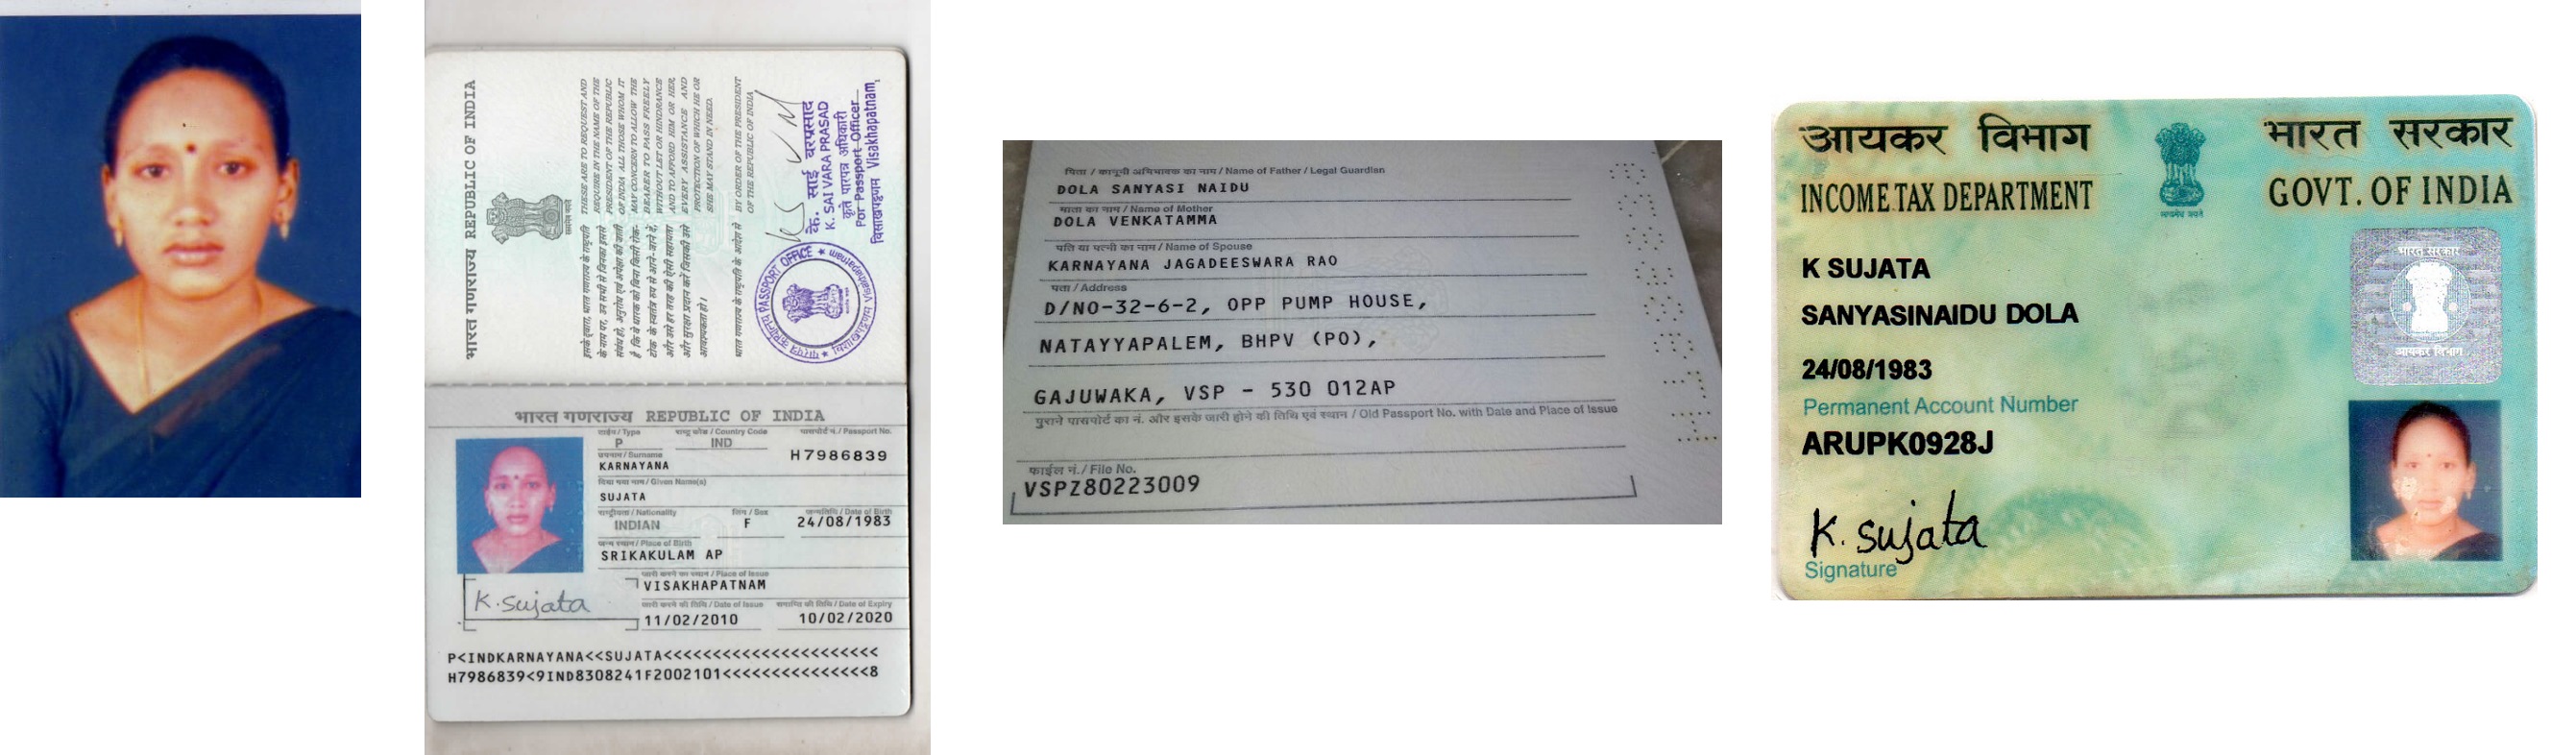 भारत गणराज्य REPUBLIC OF INDIA
THESE ARE TO REQUEST AND
REQUIRE IN THE NAME OF THE
PRESIDENT OF THE REPUBLIC
OF INDIA ALL THOSE WHOM IT
MAY CONCERN TO ALLOW THE
BEARER TO PASS FREELY
WITHOUT LET OR HINDRANCE
AND TO AFFORD HIM OR HER,
EVERY ASSISTANCE AND
PROTECTION OF WHICH HE OR
SHE MAY STAND IN NEED.
BY ORDER OF THE PRESIDENT
OF THE REPUBLIC OF INDIA
के. साई वरप्रसाद
K. SAI VARA PRASAD
कृते पारपत्र अधिकारी
For Passport Officer
विशाखपट्टणम Visakhapatnam
PASSPORT OFFICE
भारत गणराज्य REPUBLIC OF INDIA
टाईप / Type
राष्ट्र कोड / Country Code
पासपोर्ट नं. / Passport No.
P
IND
H7986839
उपनाम / Surname
KARNAYANA
दिया गया नाम / Given Name(s)
SUJATA
राष्ट्रीयता / Nationality
लिंग / Sex
जन्मतिथि / Date of Birth
INDIAN
F
24/08/1983
जन्म स्थान / Place of Birth
SRIKAKULAM AP
जारी करने का स्थान / Place of Issue
VISAKHAPATNAM
जारी करने की तिथि / Date of Issue
समाप्ति की तिथि / Date of Expiry
11/02/2010
10/02/2020
K. sujata
P<INDKARNAYANA<<SUJATA<<<<<<<<<<<<<<<<<<<<<<
H7986839<9IND8308241F2002101<<<<<<<<<<<<<<<8
पिता / कानूनी अभिभावक का नाम / Name of Father / Legal Guardian
DOLA SANYASI NAIDU
माता का नाम / Name of Mother
DOLA VENKATAMMA
पति या पत्नी का नाम / Name of Spouse
KARNAYANA JAGADEESWARA RAO
पता / Address
D/NO-32-6-2, OPP PUMP HOUSE,
NATAYYAPALEM, BHPV (PO),
GAJUWAKA, VSP - 530 012AP
पुराने पासपोर्ट का नं. और इसके जारी होने की तिथि एवं स्थान / Old Passport No. with Date and Place of Issue
फाईल नं. / File No.
VSPZ80223009
आयकर विभाग
भारत सरकार
INCOME TAX DEPARTMENT
GOVT. OF INDIA
सत्यमेव जयते
K SUJATA
SANYASINAIDU DOLA
24/08/1983
Permanent Account Number
ARUPK0928J
K. sujata
Signature
भारत सरकार
आयकर विभाग